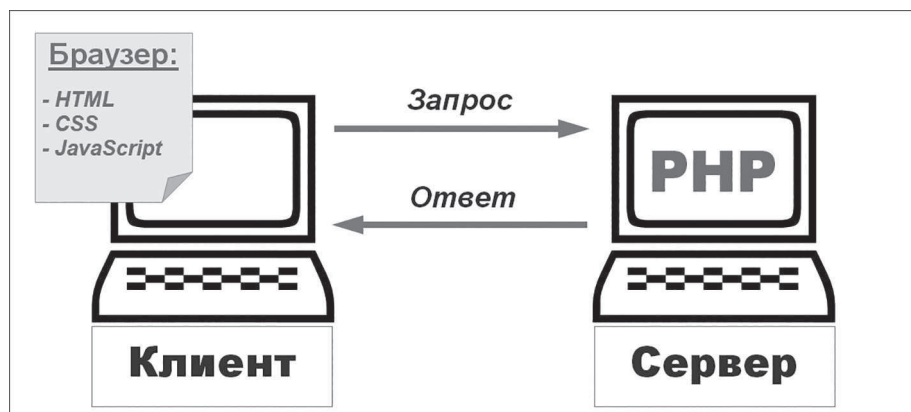 Браузер:
- HTML
- CSS
- JavaScript
Запрос
PHP
Ответ
Клиент
Сервер